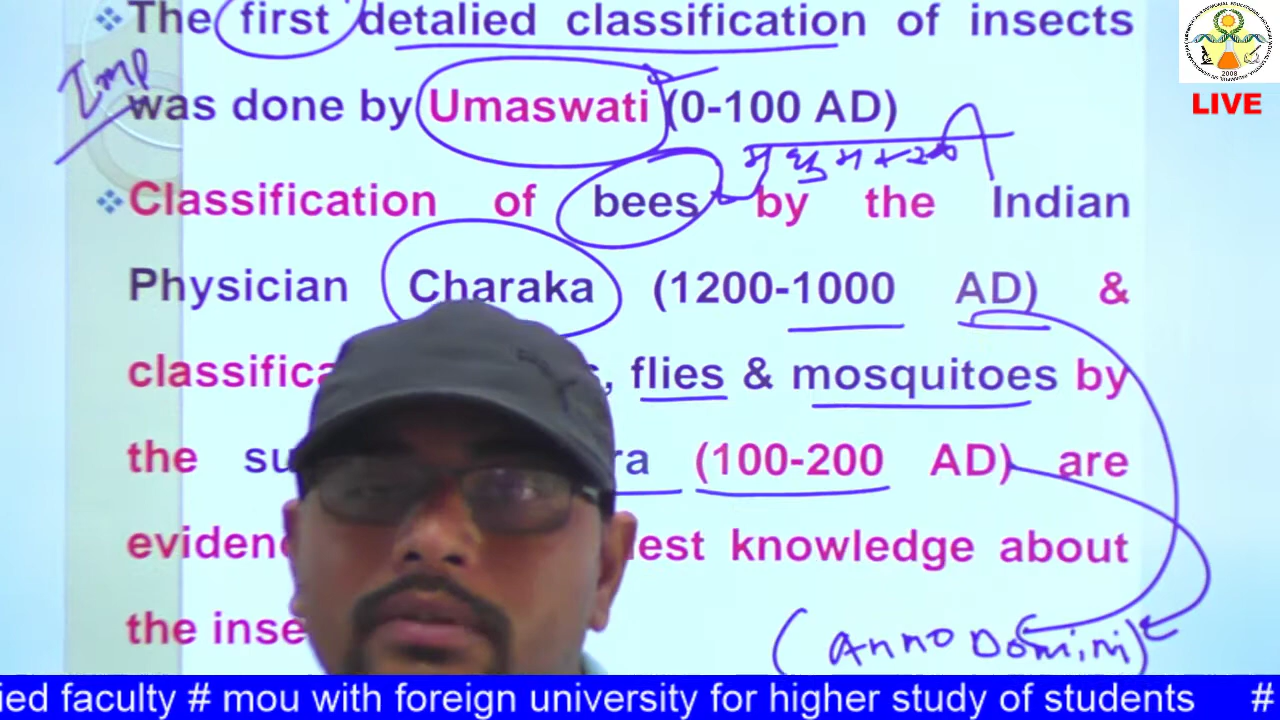 The first detalied classification of insects
was done by Umaswati (0-100 AD)
Imp
Classification of bees by the Indian
Physician Charaka (1200-1000 AD) &
classifica , flies & mosquitoes by
the su ra (100-200 AD) are
eviden est knowledge about
the inse
(Anno Domini)
LIVE
2008
ied faculty # mou with foreign university for higher study of students #